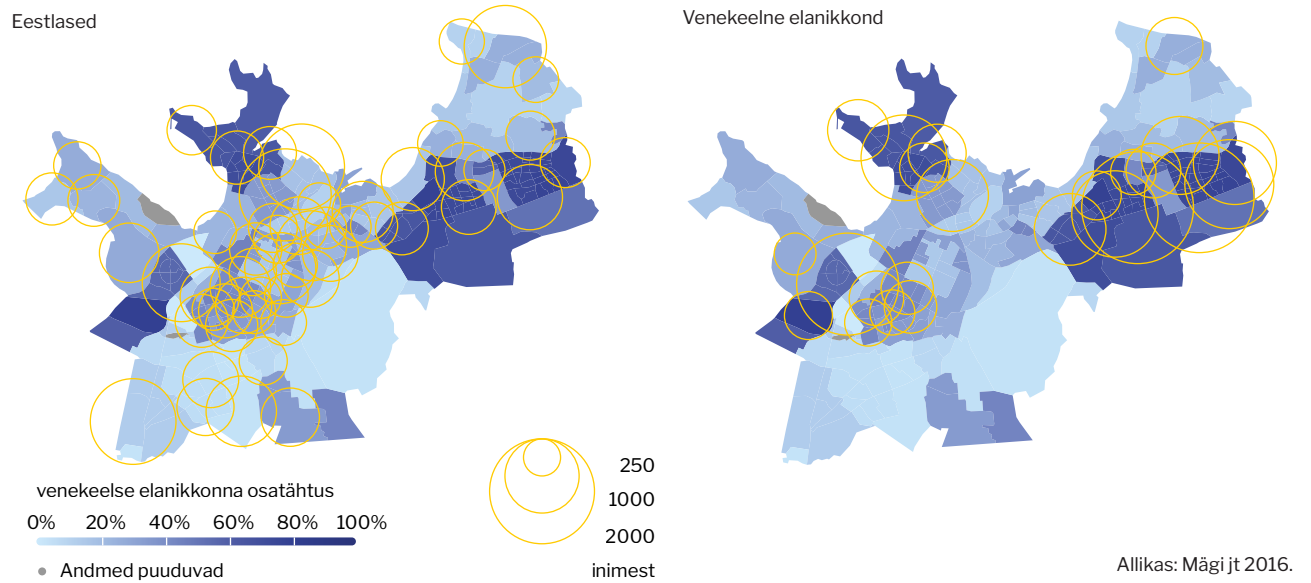 Eestlased
Venekeelne elanikkond
venekeelse elanikkonna osatähtus
0% 20% 40% 60% 80% 100%
Andmed puuduvad
250
1000
2000
inimest
Allikas: Mägi jt 2016.